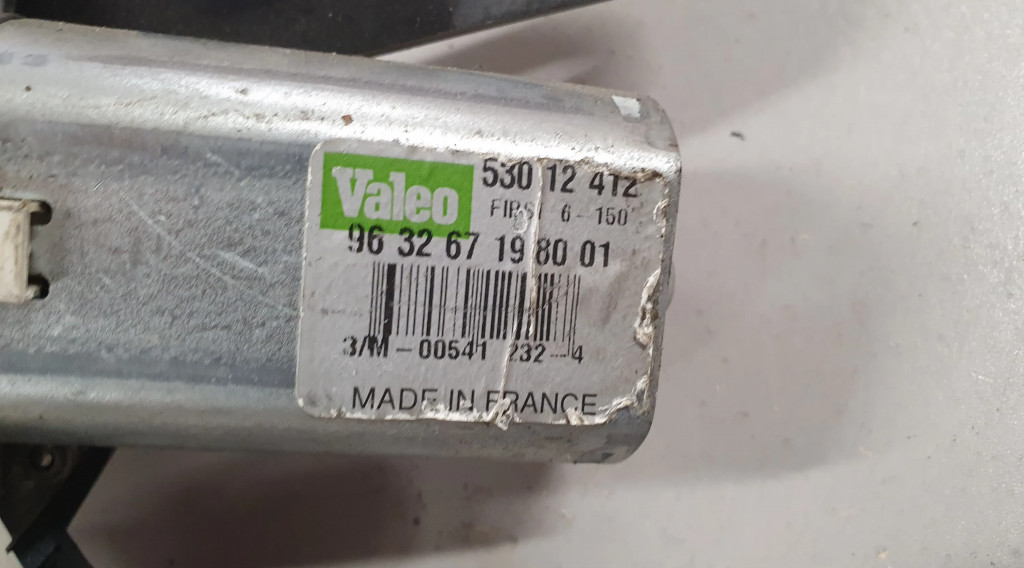 Valeo
530 12 412
FIRST 6-150
96 32 67 19 80 01
3/M-00541 232-4
MADE IN FRANCE